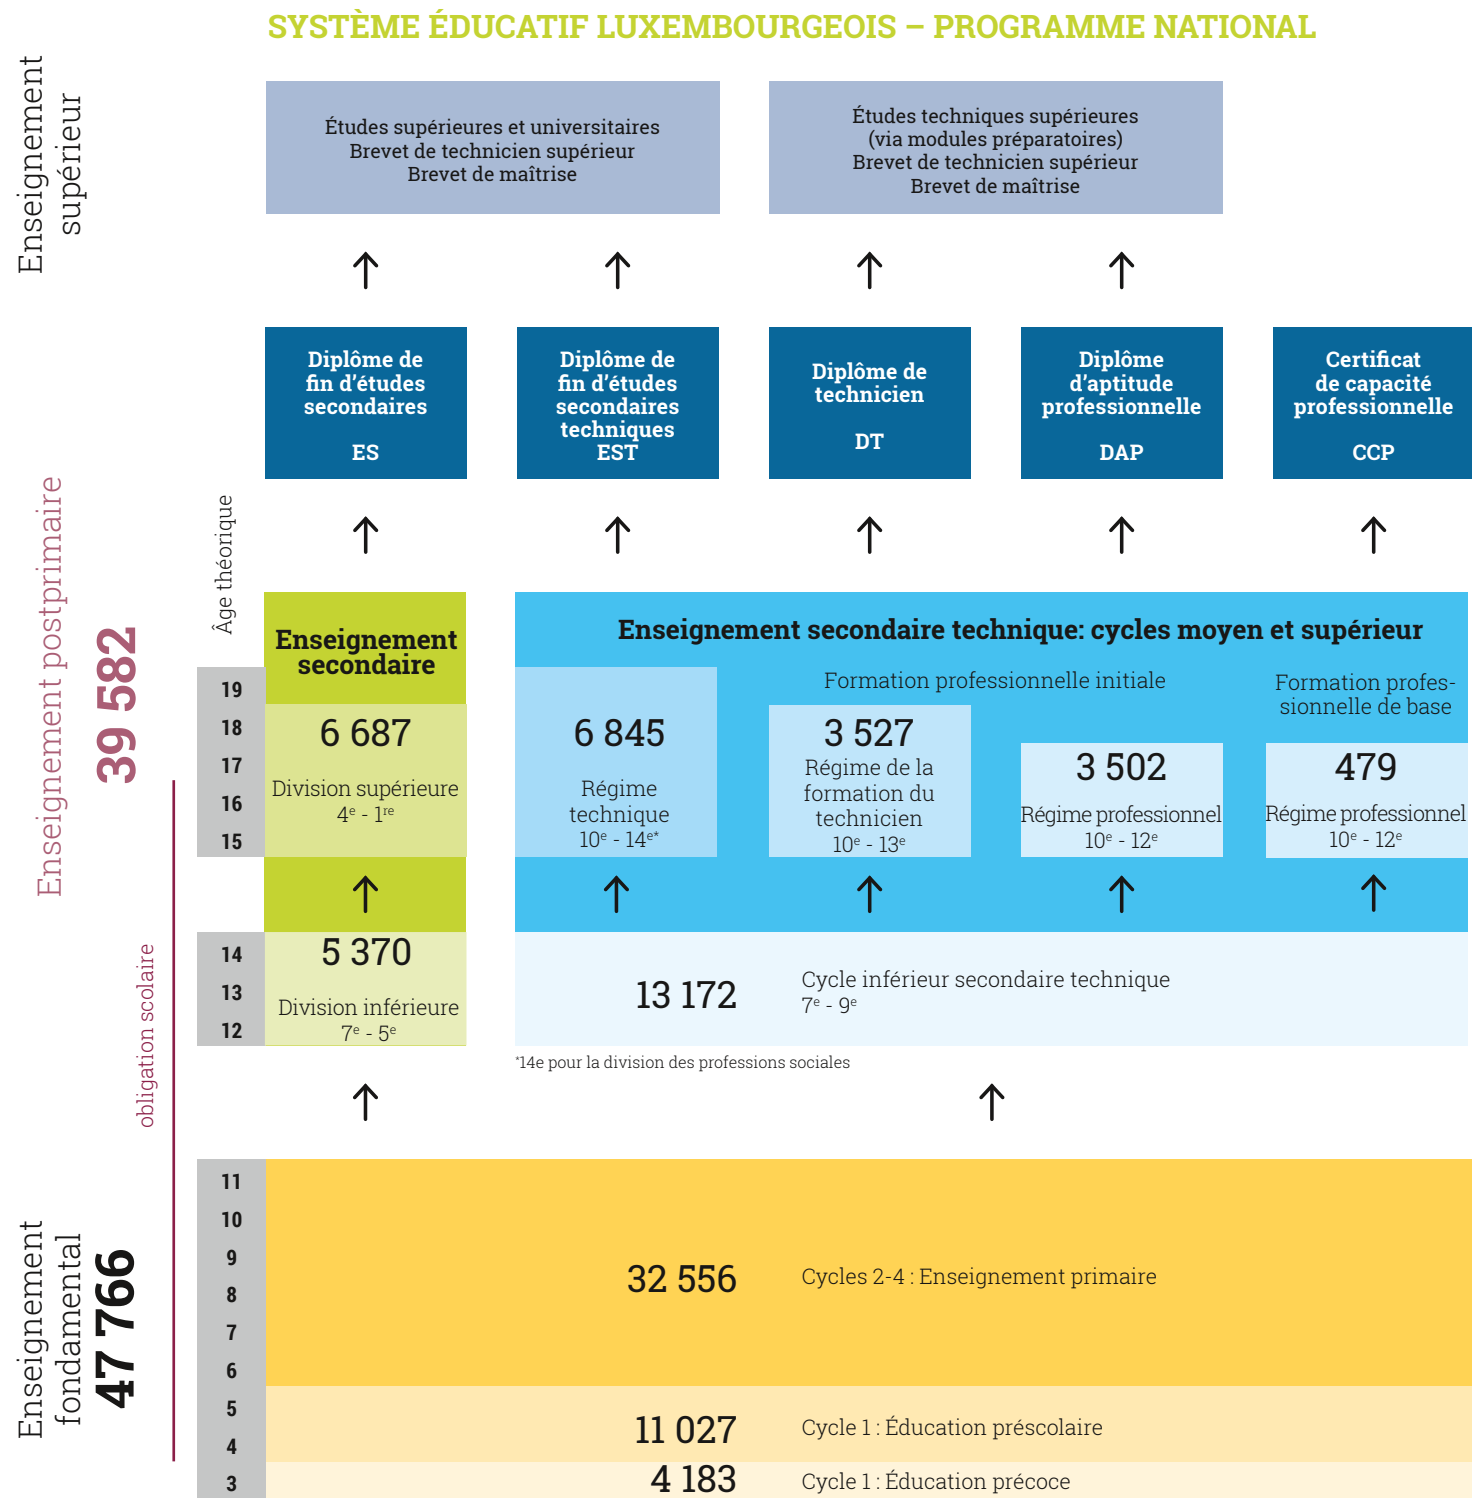 SYSTÈME ÉDUCATIF LUXEMBOURGEOIS – PROGRAMME NATIONAL
Enseignement
supérieur
Études supérieures et universitaires
Brevet de technicien supérieur
Brevet de maîtrise
Études techniques supérieures
(via modules préparatoires)
Brevet de technicien supérieur
Brevet de maîtrise
Diplôme de
fin d'études
secondaires
ES
Diplôme de
fin d'études
secondaires
techniques
EST
Diplôme de
technicien
DT
Diplôme
d'aptitude
professionnelle
DAP
Certificat
de capacité
professionnelle
CCP
Enseignement postprimaire
39 582
Âge théorique
Enseignement
secondaire
Enseignement secondaire technique: cycles moyen et supérieur
Formation professionnelle initiale
Formation profes-
sionnelle de base
19
18
17
16
15
6 687
Division supérieure
4e - 1re
6 845
Régime
technique
10e - 14e*
3 527
Régime de la
formation du
technicien
10e - 13e
3 502
Régime professionnel
10e - 12e
479
Régime professionnel
10e - 12e
obligation scolaire
14
13
12
5 370
Division inférieure
7e - 5e
13 172
Cycle inférieur secondaire technique
7e - 9e
*14e pour la division des professions sociales
Enseignement
fondamental
47 766
11
10
9
8
7
6
32 556
Cycles 2-4 : Enseignement primaire
5
4
11 027
Cycle 1 : Éducation préscolaire
3
4 183
Cycle 1 : Éducation précoce